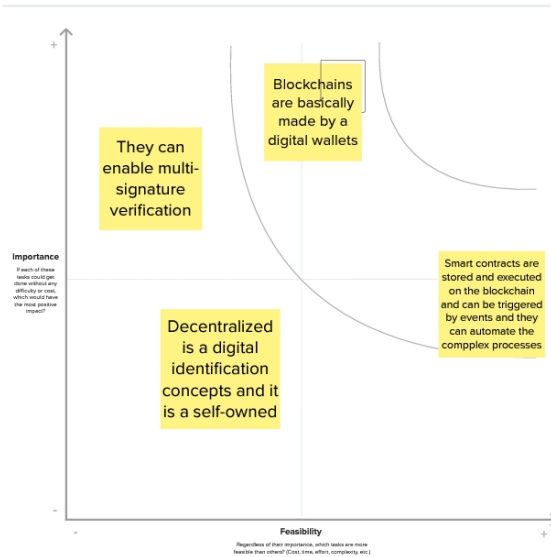 +
Blockchains
are basically
made by a
digital wallets
They can
enable multi-
signature
verification
Importance
If each of these
tasks could get
done without any
difficulty or cost,
which would have
the most positive
impact?
Smart contracts are
stored and executed
on the blockchain
and can be triggered
by events and they
can automate the
compplex processes
Decentralized
is a digital
identification
concepts and it
is a self-owned
-
-
Feasibility
+
Regardless of their importance, which tasks are more
feasible than others? (Cost, time, effort, complexity, etc.)